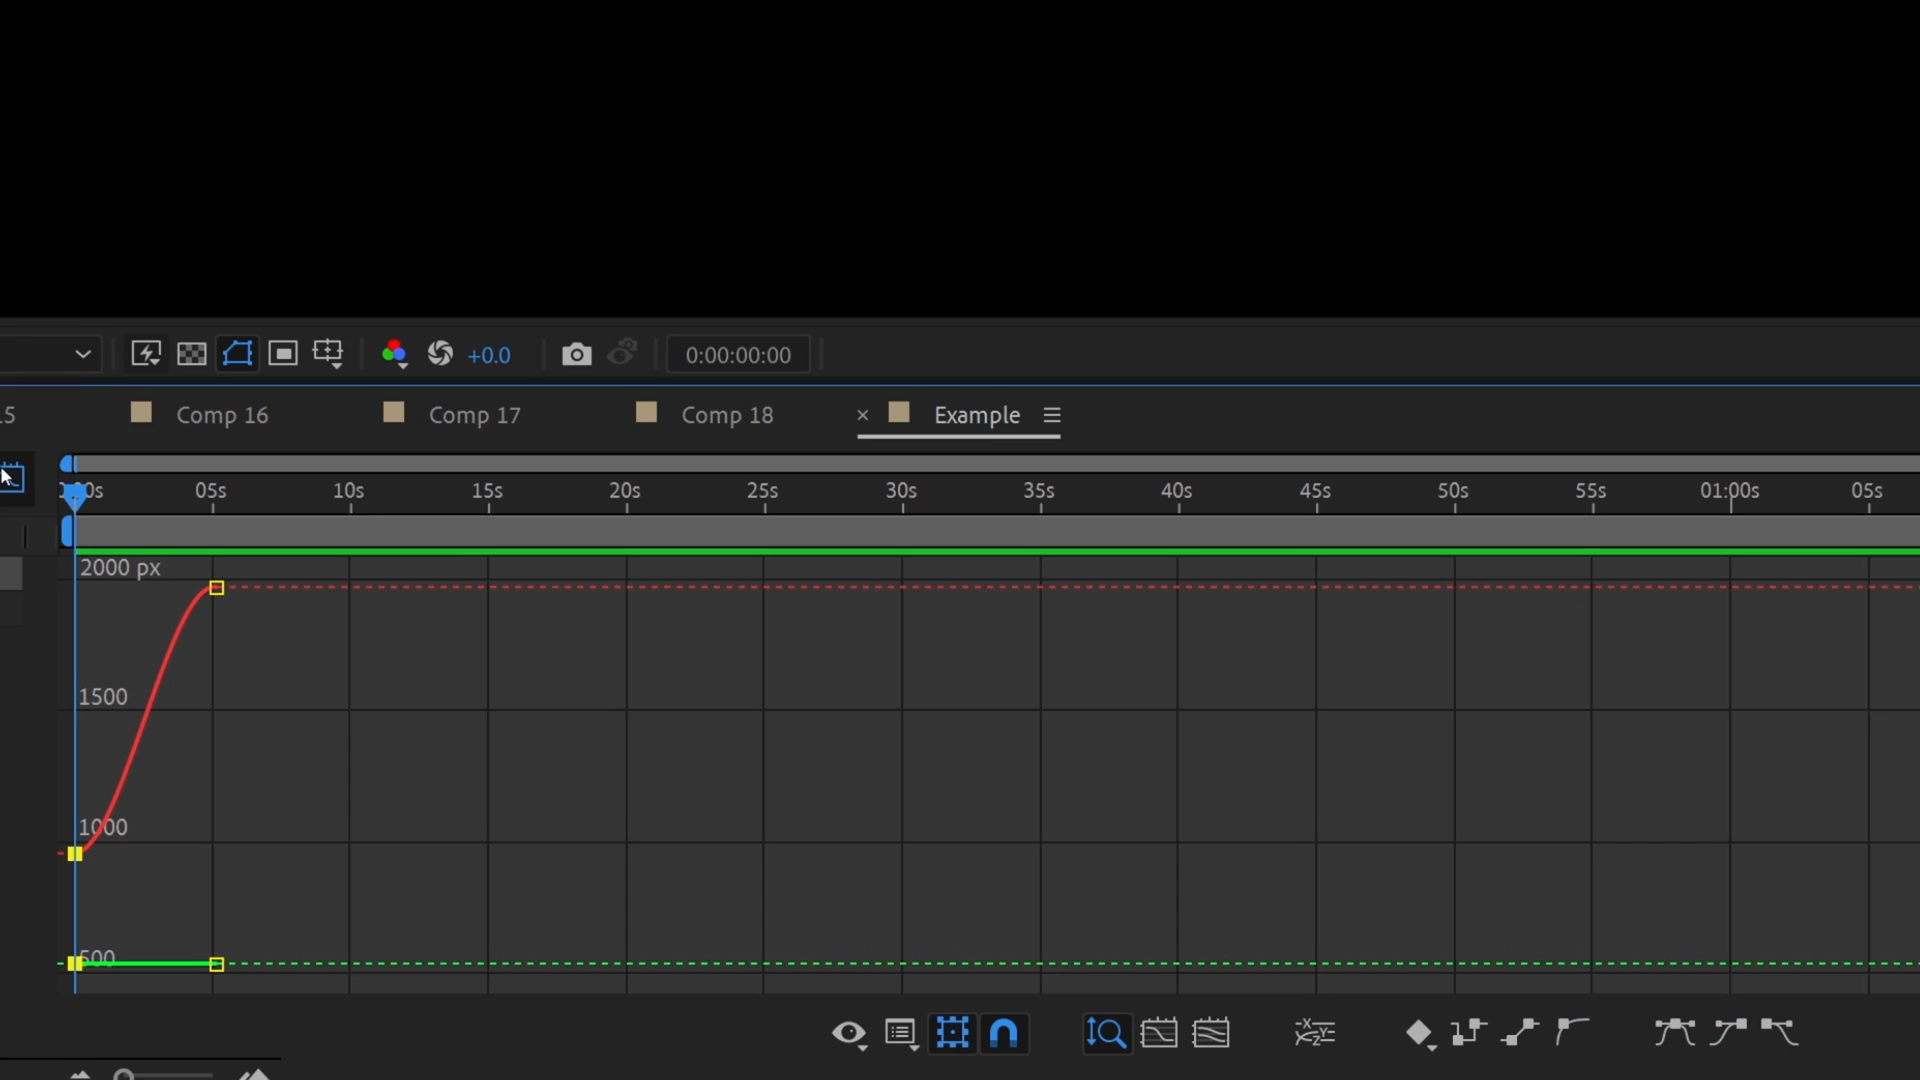 +0.0 0:00:00:00
Comp 16 Comp 17 Comp 18 × Example
05s 10s 15s 20s 25s 30s 35s 40s 45s 50s 55s 01:00s 05s
2000 px
1500
1000
500